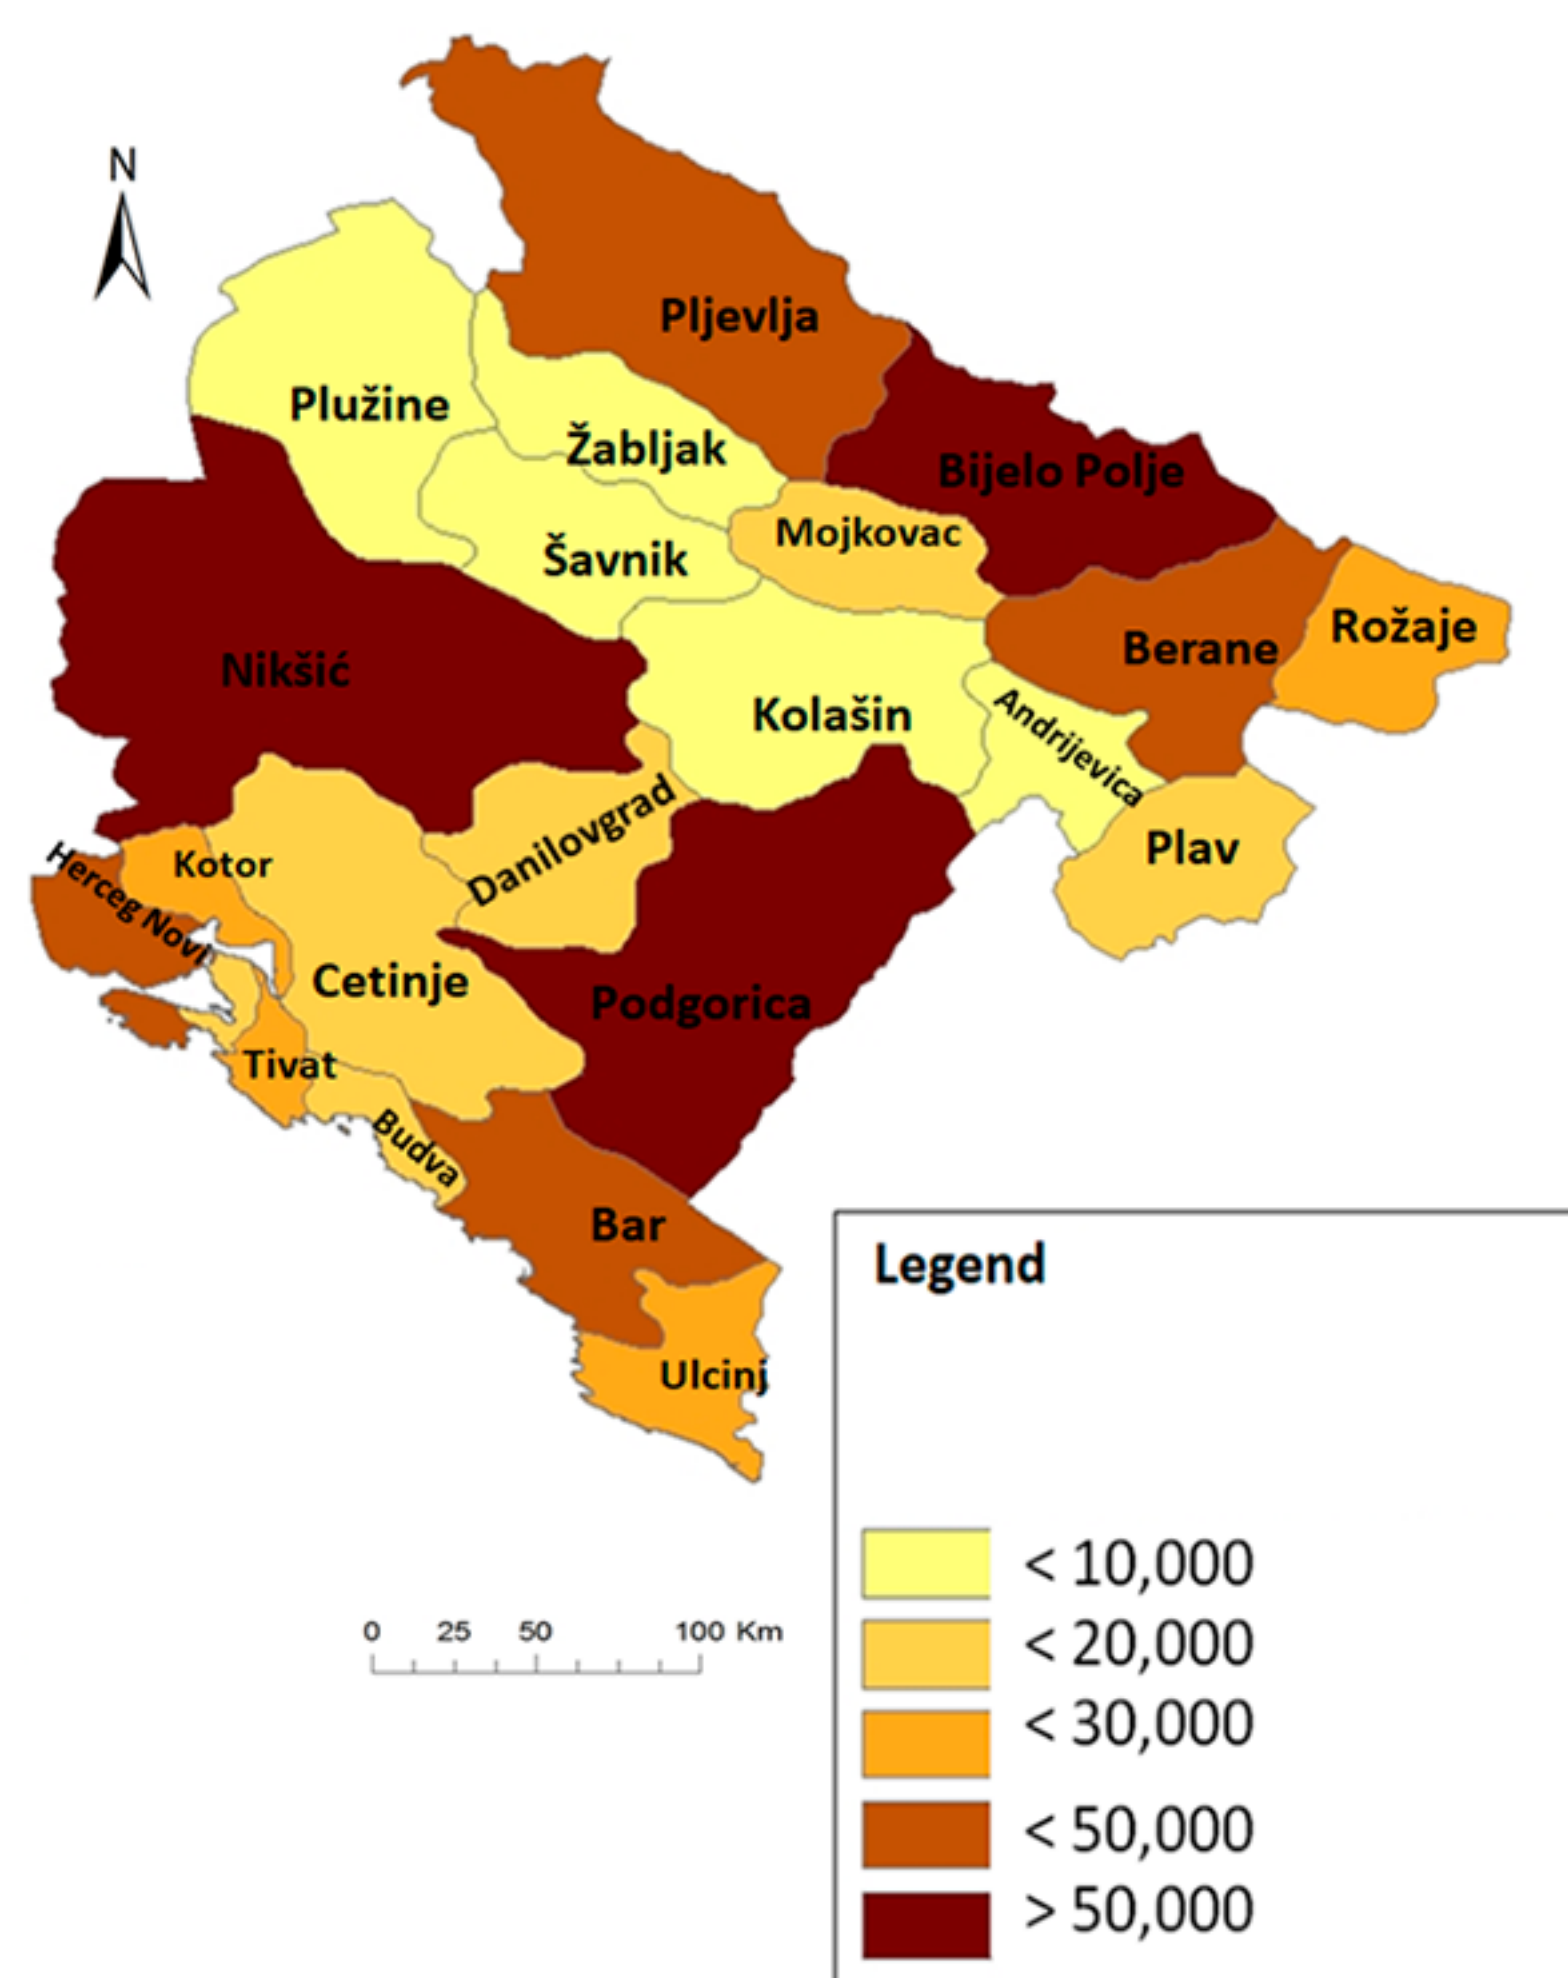 N
Pljevlja
Plužine
Žabljak
Bijelo Polje
Mojkovac
Šavnik
Rožaje
Berane
Nikšić
Kolašin
Andrijevica
Danilovgrad
Plav
Kotor
Herceg Novi
Cetinje
Podgorica
Tivat
Budva
Bar
Ulcinj
Legend
< 10,000
< 20,000
< 30,000
< 50,000
> 50,000
0 25 50 100 Km